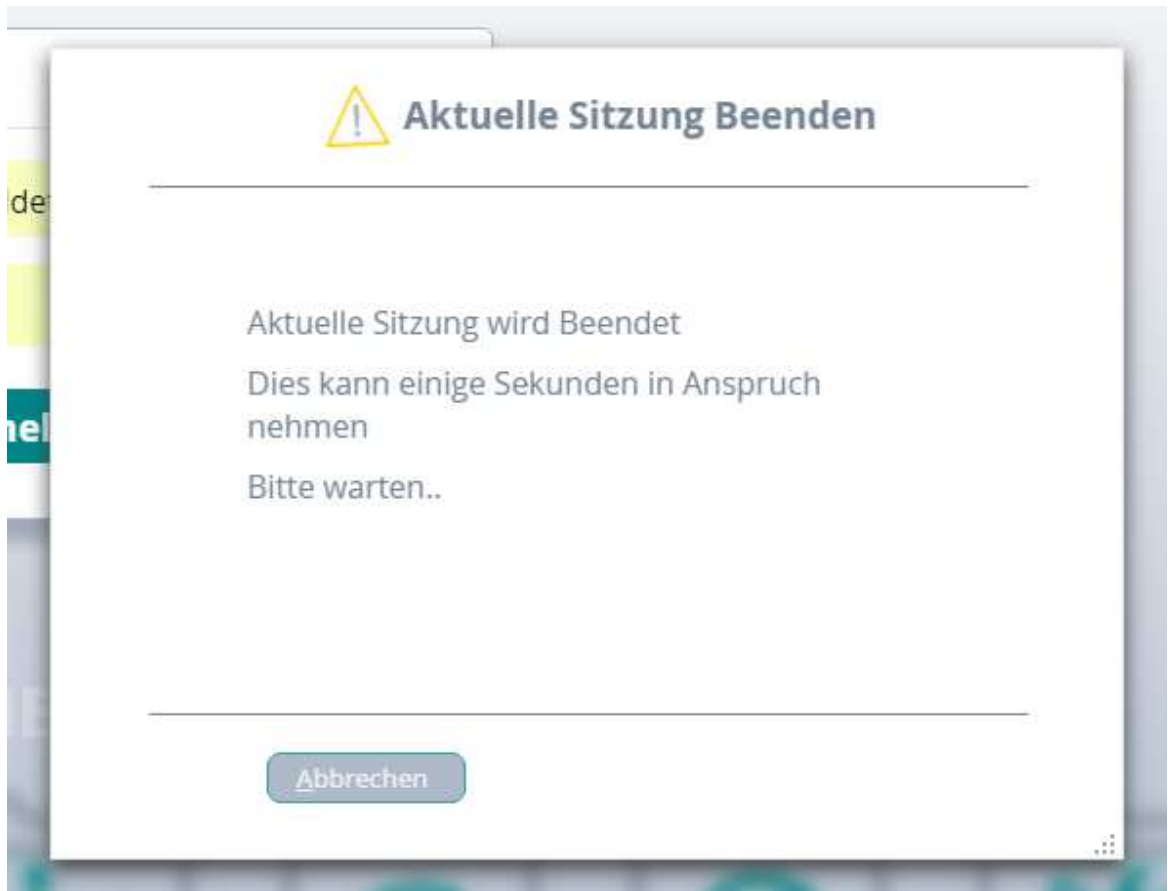 Aktuelle Sitzung Beenden
Aktuelle Sitzung wird Beendet
Dies kann einige Sekunden in Anspruch
nehmen
Bitte warten..
Abbrechen